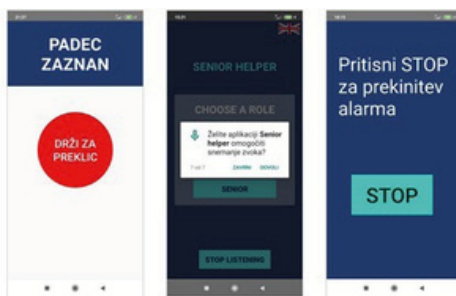 PADEC
ZAZNAN
DRŽI ZA
PREKLIC
SENIOR HELPER
CHOOSE A ROLE
Želite aplikaciji Senior
helper omogočiti
snemanje zvoka?
ZAVRNI DOVOLI
SENIOR
STOP LISTENING
Pritisni STOP
za prekinitev
alarma
STOP